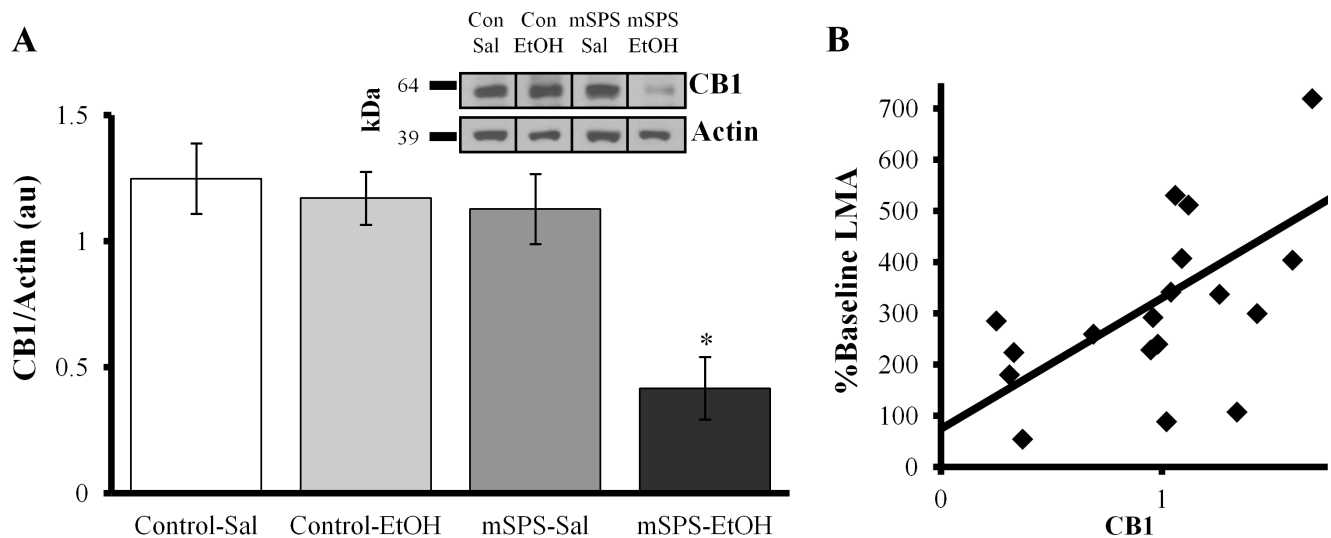 A
Con Con mSPS mSPS
Sal EtOH Sal EtOH
kDa
64 CB1
39 Actin
CB1/Actin (au)
1.5
1
0.5
0
*
Control-Sal Control-EtOH mSPS-Sal mSPS-EtOH
B
%Baseline LMA
700
600
500
400
300
200
100
0
0 1
CB1